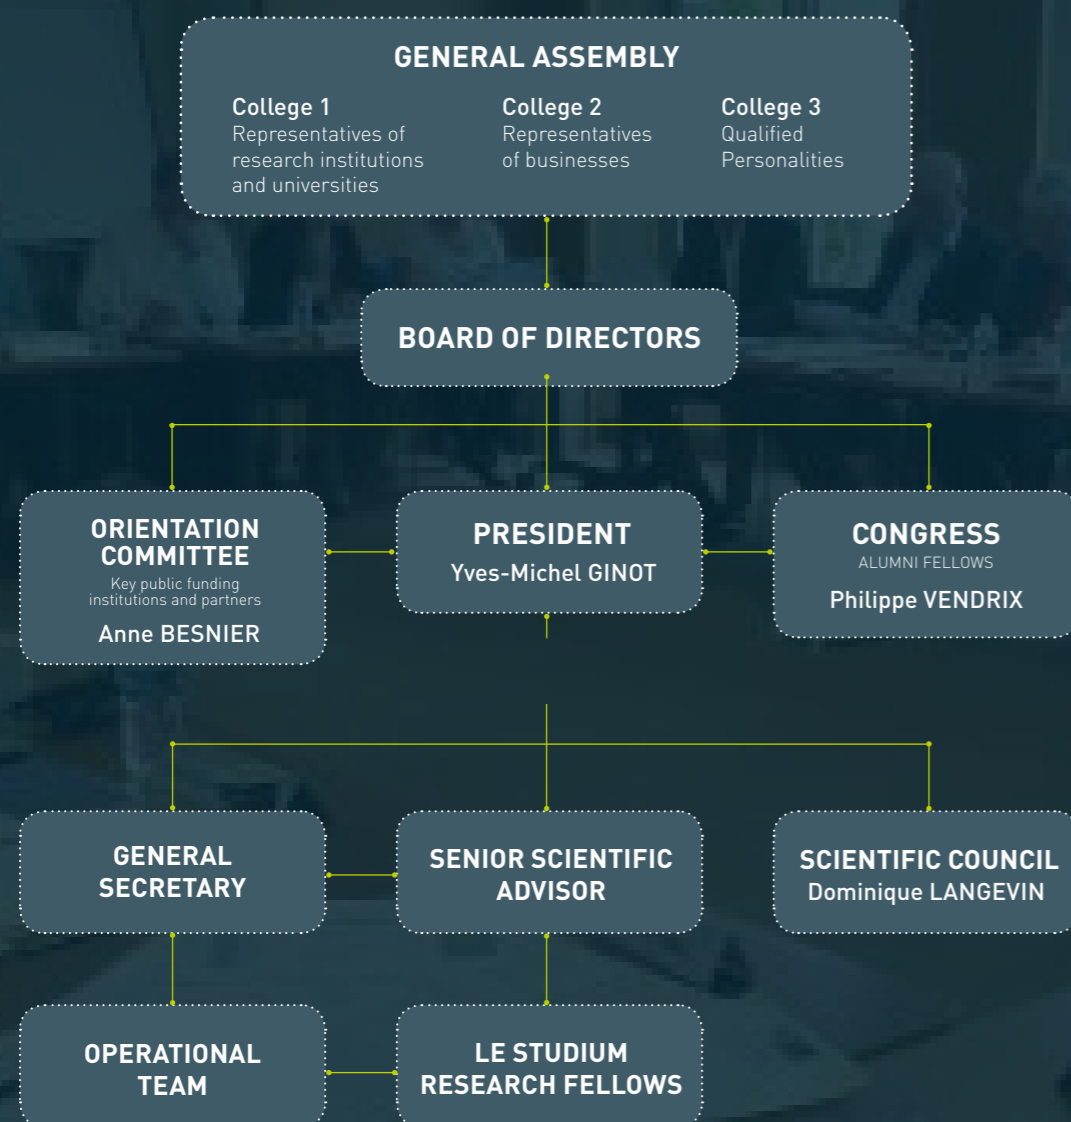 GENERAL ASSEMBLY
College 1
Representatives of
research institutions
and universities
College 2
Representatives
of businesses
College 3
Qualified
Personalities
BOARD OF DIRECTORS
ORIENTATION
COMMITTEE
Key public funding
institutions and partners
Anne BESNIER
PRESIDENT
Yves-Michel GINOT
CONGRESS
ALUMNI FELLOWS
Philippe VENDRIX
GENERAL
SECRETARY
SENIOR SCIENTIFIC
ADVISOR
SCIENTIFIC COUNCIL
Dominique LANGEVIN
OPERATIONAL
TEAM
LE STUDIUM
RESEARCH FELLOWS